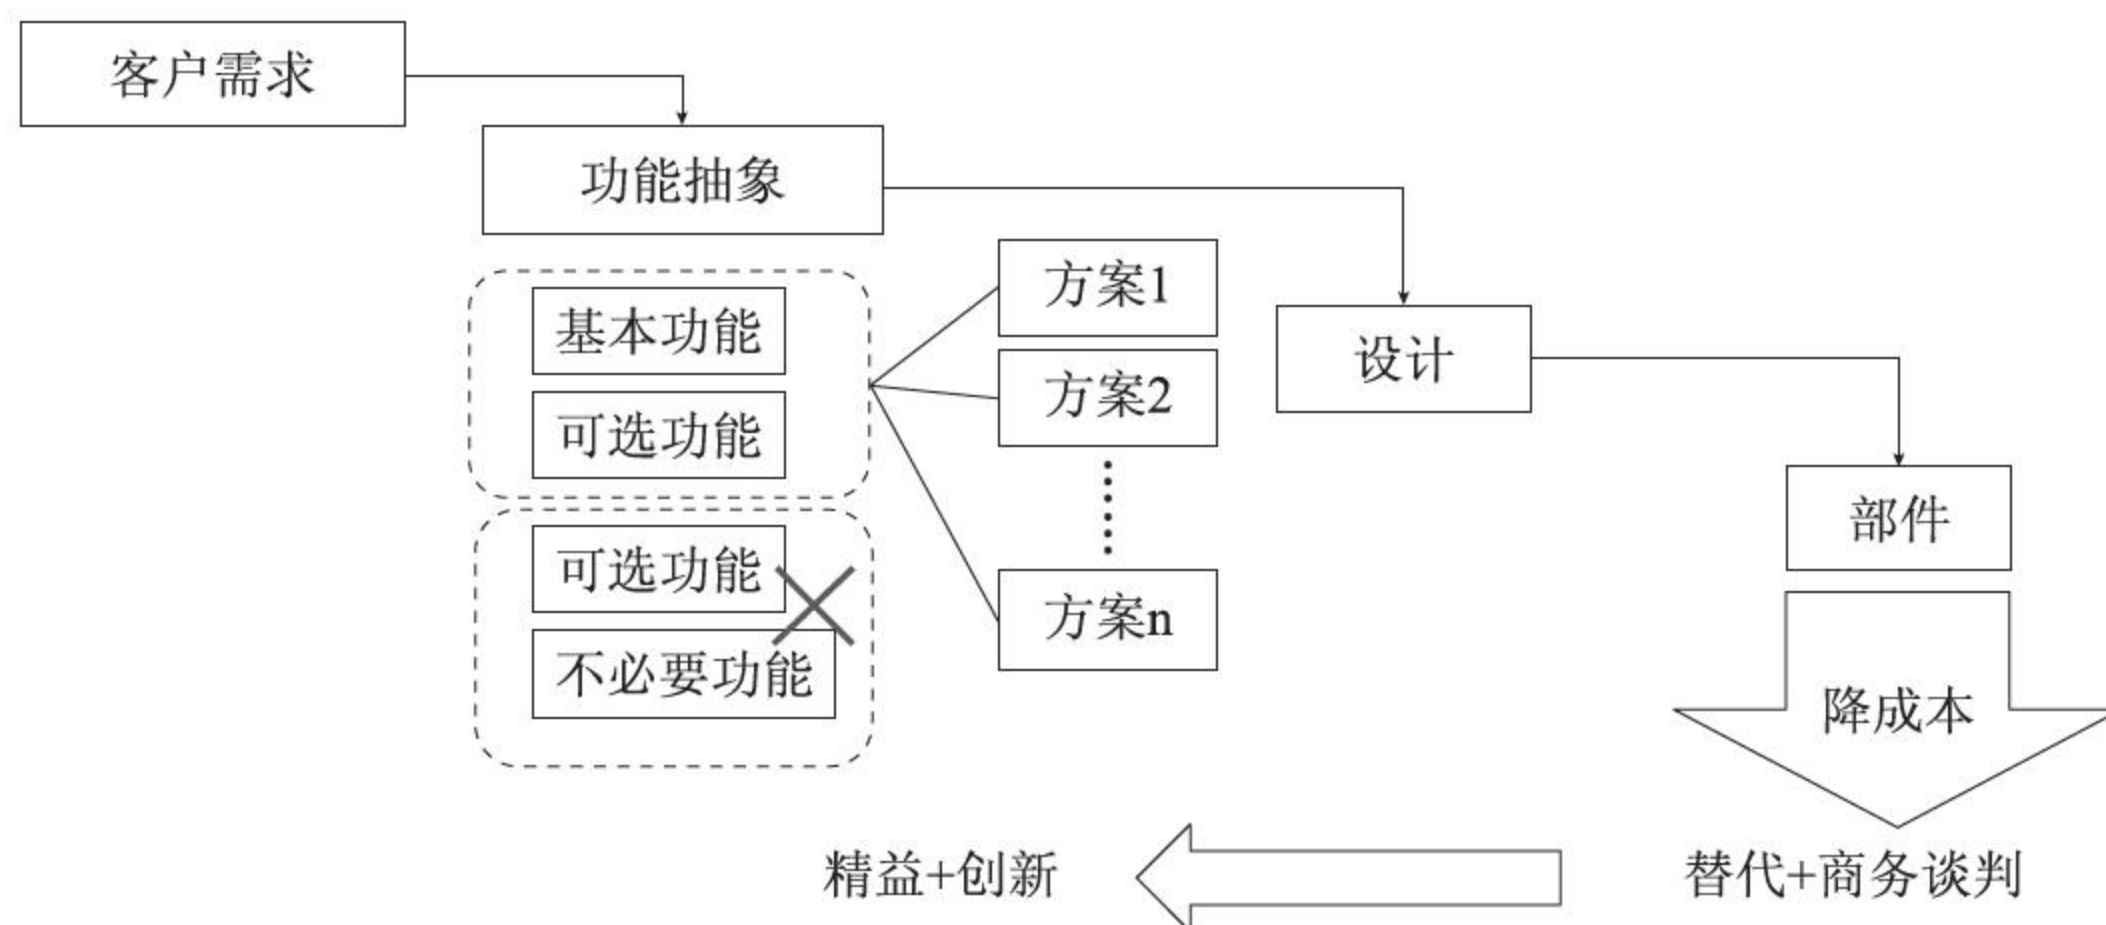 客户需求
功能抽象
基本功能
可选功能
可选功能
不必要功能
方案1
方案2
方案n
设计
部件
降成本
替代+商务谈判
精益+创新